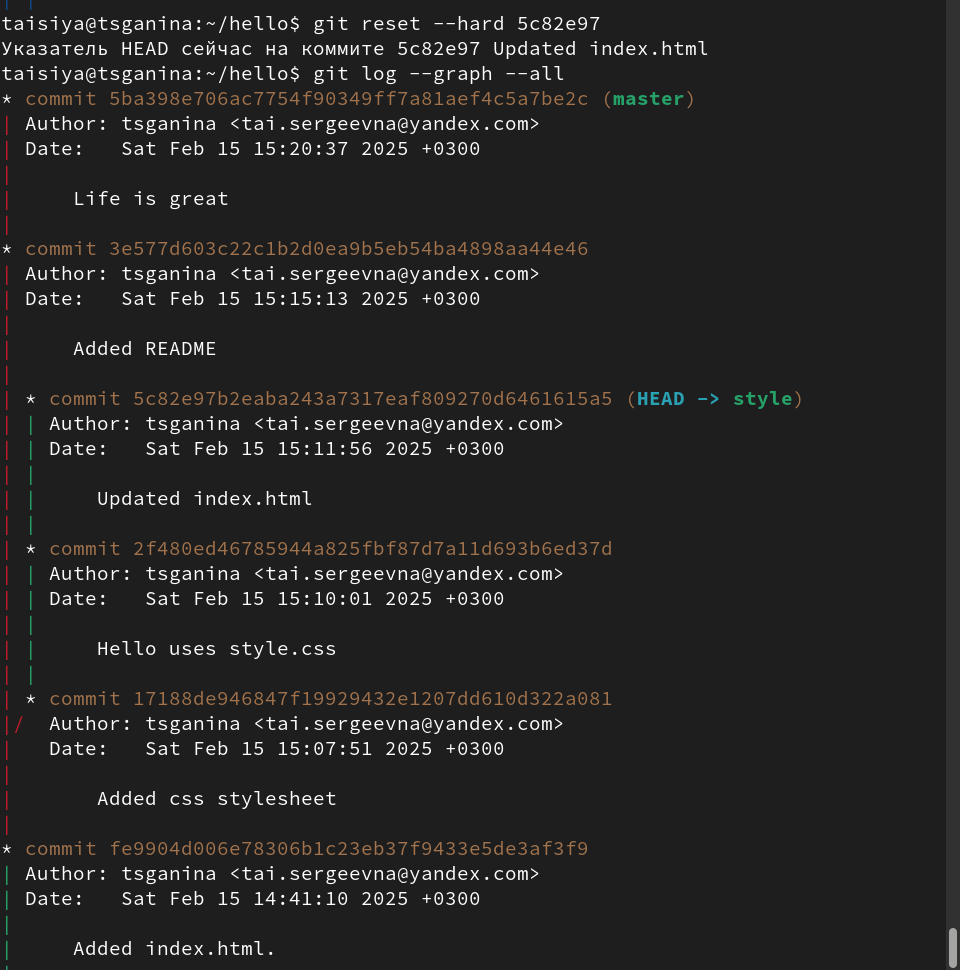 taisiya@tsganina:~/hello$ git reset --hard 5c82e97
Указатель HEAD сейчас на коммите 5c82e97 Updated index.html
taisiya@tsganina:~/hello$ git log --graph --all
* commit 5ba398e706ac7754f90349ff7a81aef4c5a7be2c (master)
| Author: tsganina <tai.sergeevna@yandex.com>
| Date:   Sat Feb 15 15:20:37 2025 +0300
|
|     Life is great
|
* commit 3e577d603c22c1b2d0ea9b5eb54ba4898aa44e46
| Author: tsganina <tai.sergeevna@yandex.com>
| Date:   Sat Feb 15 15:15:13 2025 +0300
|
|     Added README
|
| * commit 5c82e97b2eaba243a7317eaf809270d6461615a5 (HEAD -> style)
| | Author: tsganina <tai.sergeevna@yandex.com>
| | Date:   Sat Feb 15 15:11:56 2025 +0300
| |
| |     Updated index.html
| |
| * commit 2f480ed46785944a825fbf87d7a11d693b6ed37d
| | Author: tsganina <tai.sergeevna@yandex.com>
| | Date:   Sat Feb 15 15:10:01 2025 +0300
| |
| |     Hello uses style.css
| |
| * commit 17188de946847f19929432e1207dd610d322a081
|/  Author: tsganina <tai.sergeevna@yandex.com>
|   Date:   Sat Feb 15 15:07:51 2025 +0300
|
|       Added css stylesheet
|
* commit fe9904d006e78306b1c23eb37f9433e5de3af3f9
| Author: tsganina <tai.sergeevna@yandex.com>
| Date:   Sat Feb 15 14:41:10 2025 +0300
|
|     Added index.html.